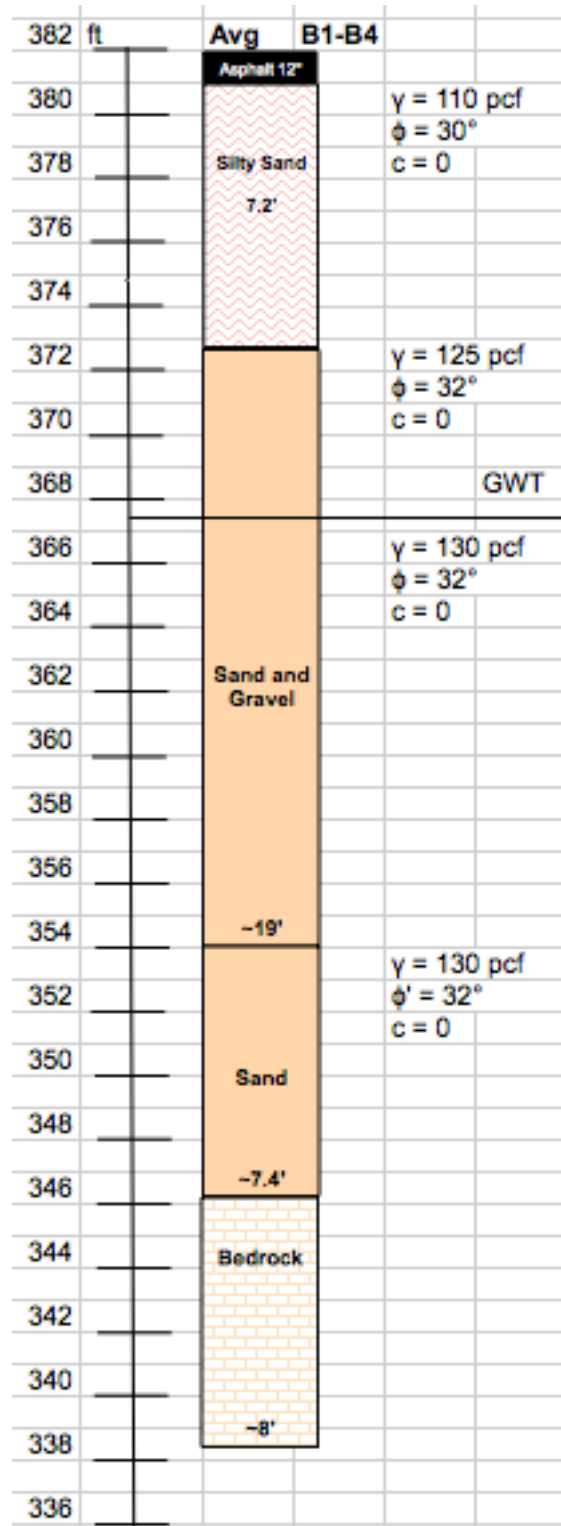 382 ft Avg B1-B4
Asphalt 12"
380 γ = 110 pcf
ϕ = 30°
378 Silty Sand c = 0
7.2'
376
374
372 γ = 125 pcf
ϕ = 32°
370 c = 0
368 GWT
366 γ = 130 pcf
ϕ = 32°
364 c = 0
362 Sand and
Gravel
360
358
356
354 ~19'
γ = 130 pcf
352 ϕ' = 32°
c = 0
350 Sand
348
346 ~7.4'
344 Bedrock
342
340
338 ~8'
336